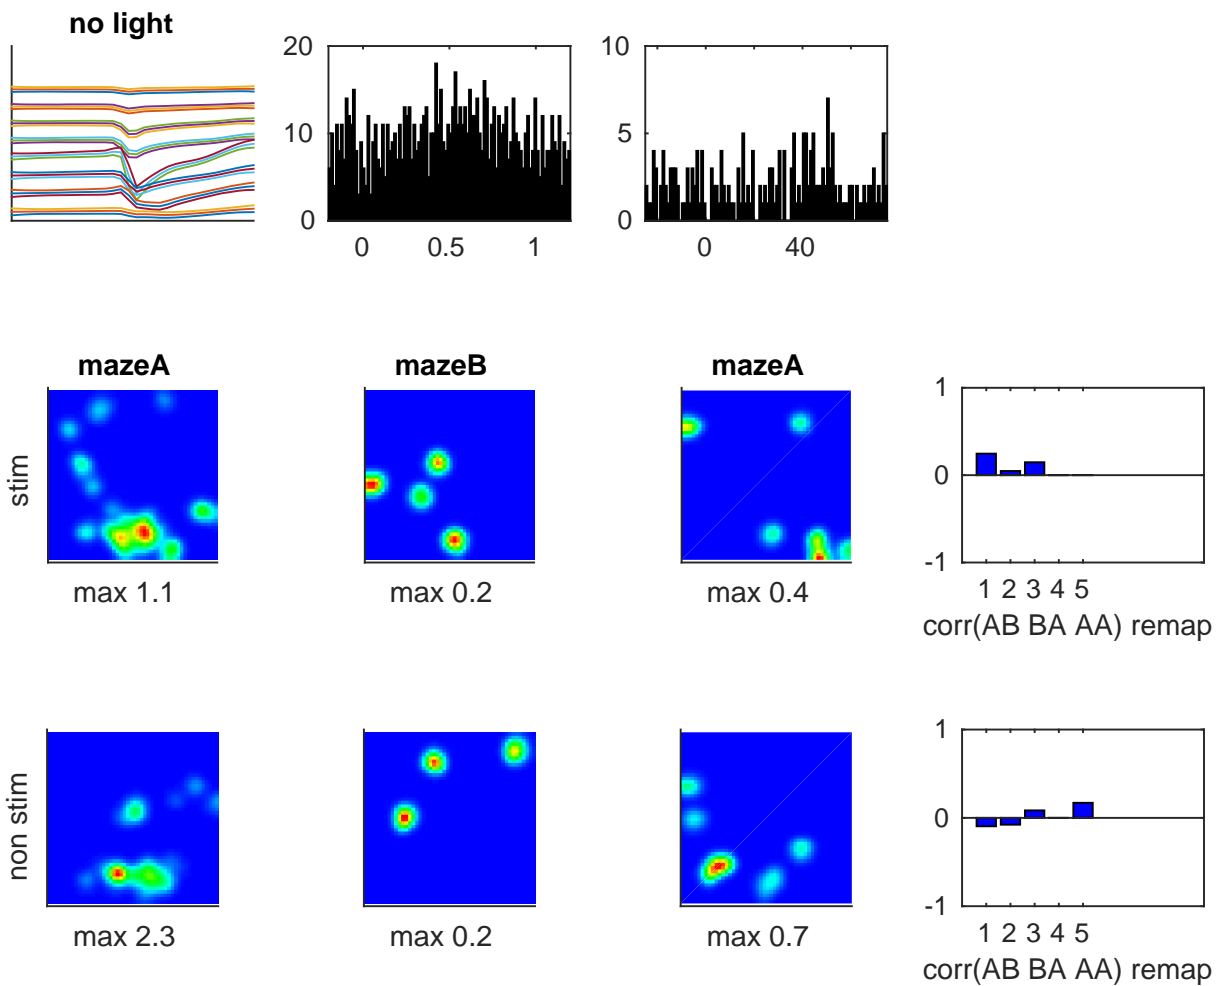 no light
20
10
0
0 0.5 1
10
5
0
0 40
mazeA mazeB mazeA
stim
max 1.1 max 0.2 max 0.4
1
0
-1
1 2 3 4 5
corr(AB BA AA) remap
non stim
max 2.3 max 0.2 max 0.7
1
0
-1
1 2 3 4 5
corr(AB BA AA) remap